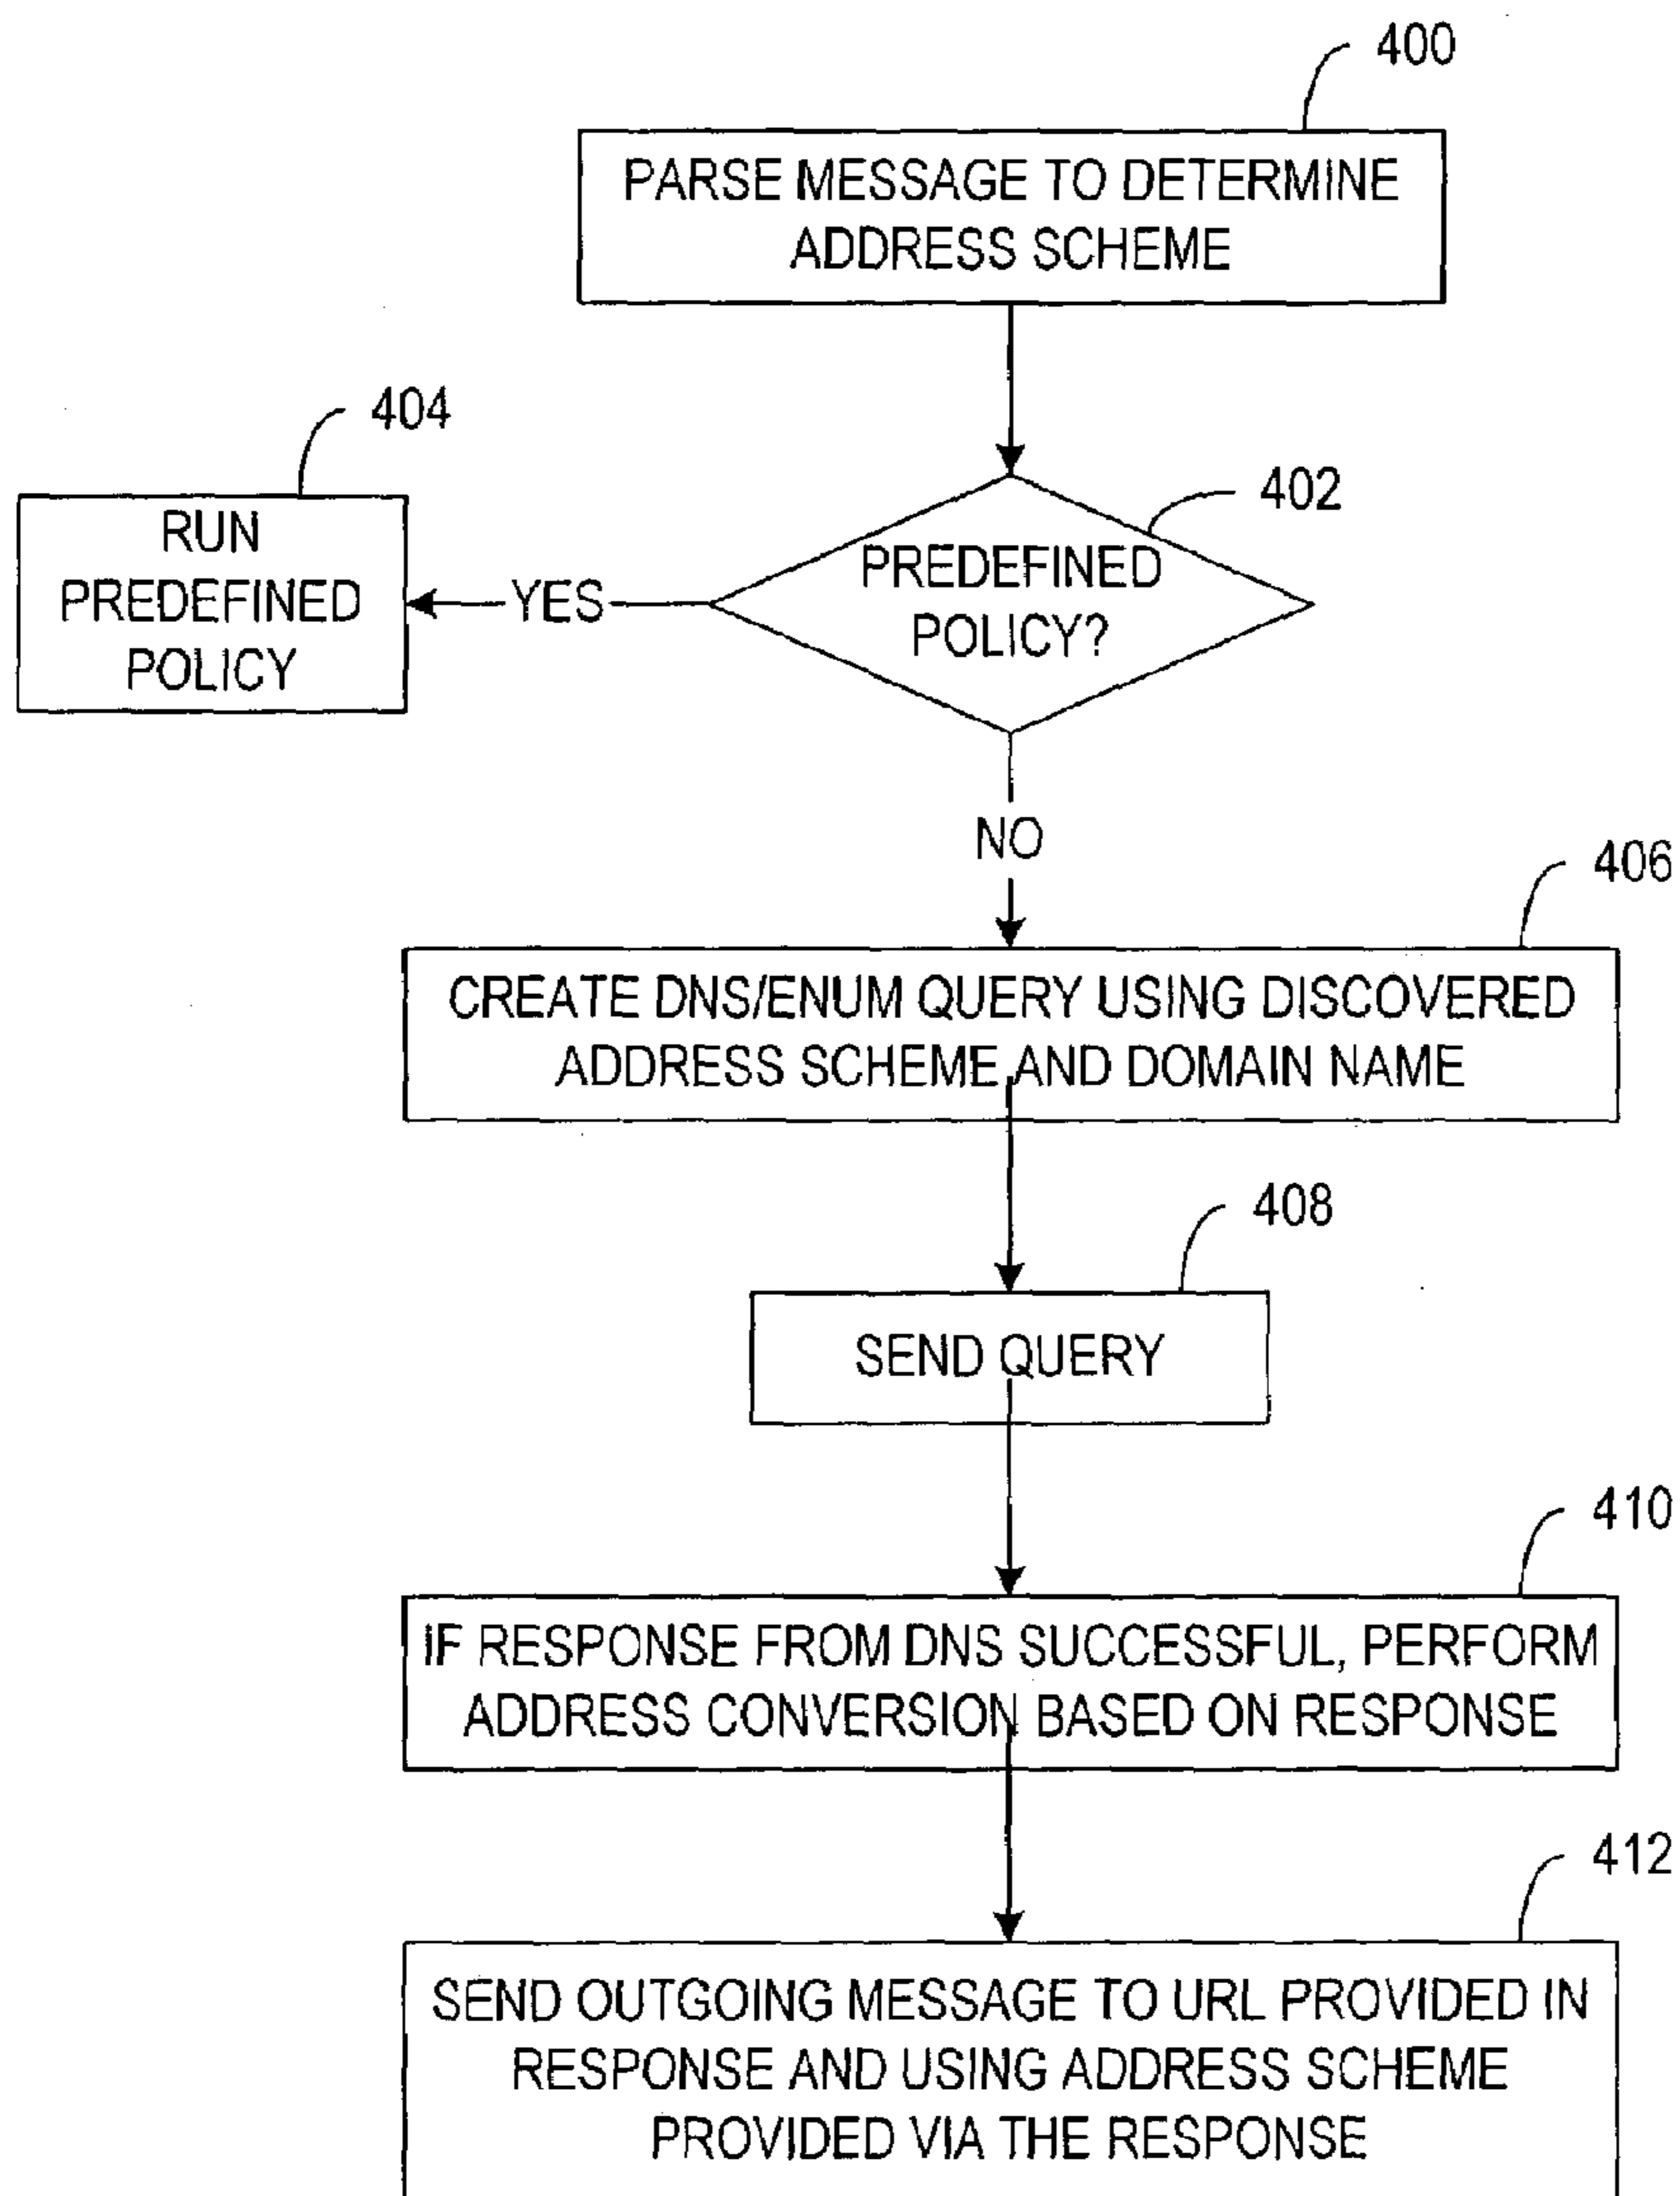 400
PARSE MESSAGE TO DETERMINE
ADDRESS SCHEME
404
402
RUN
PREDEFINED
POLICY
YES
PREDEFINED
POLICY?
NO
406
CREATE DNS/ENUM QUERY USING DISCOVERED
ADDRESS SCHEME AND DOMAIN NAME
408
SEND QUERY
410
IF RESPONSE FROM DNS SUCCESSFUL, PERFORM
ADDRESS CONVERSION BASED ON RESPONSE
412
SEND OUTGOING MESSAGE TO URL PROVIDED IN
RESPONSE AND USING ADDRESS SCHEME
PROVIDED VIA THE RESPONSE